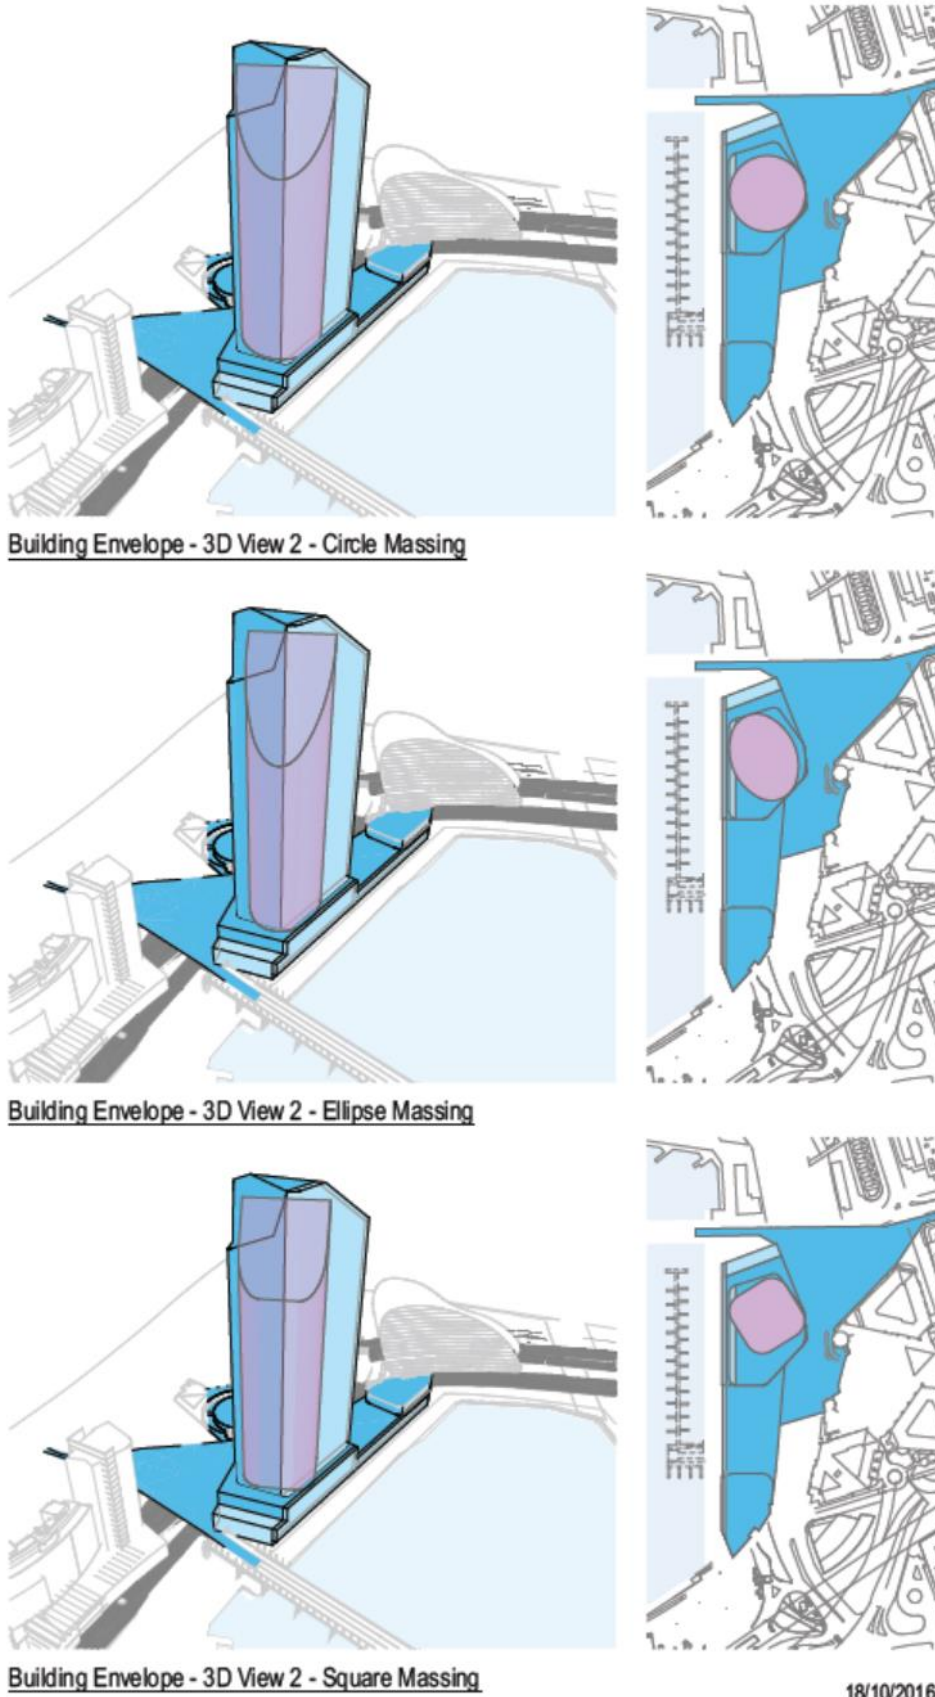 Building Envelope - 3D View 2 - Circle Massing
Building Envelope - 3D View 2 - Ellipse Massing
Building Envelope - 3D View 2 - Square Massing
18/10/2016